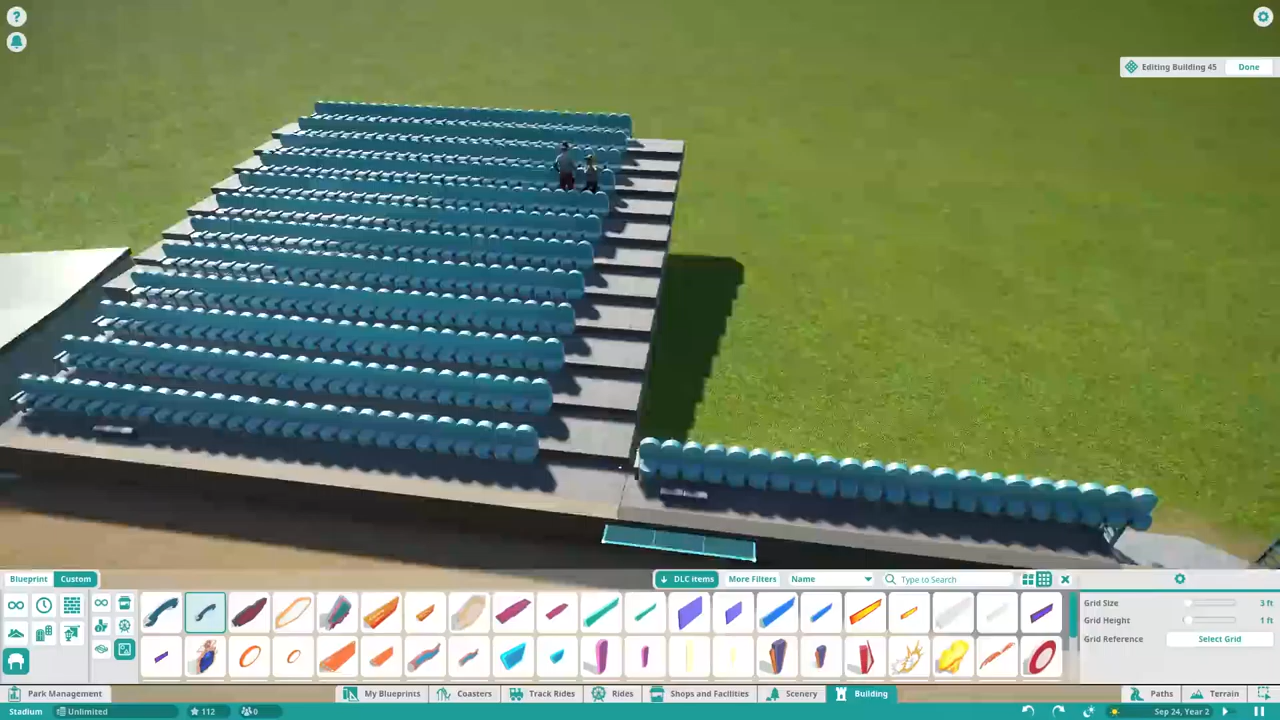 ?
Editing Building 45 Done
Blueprint Custom DLC items More Filters Name Type to Search
Grid Size 3 ft
Grid Height 1 ft
Grid Reference Select Grid
Park Management My Blueprints Coasters Track Rides Rides Shops and Facilities Scenery Building Paths Terrain
Stadium Unlimited 112 0 Sep 24, Year 2